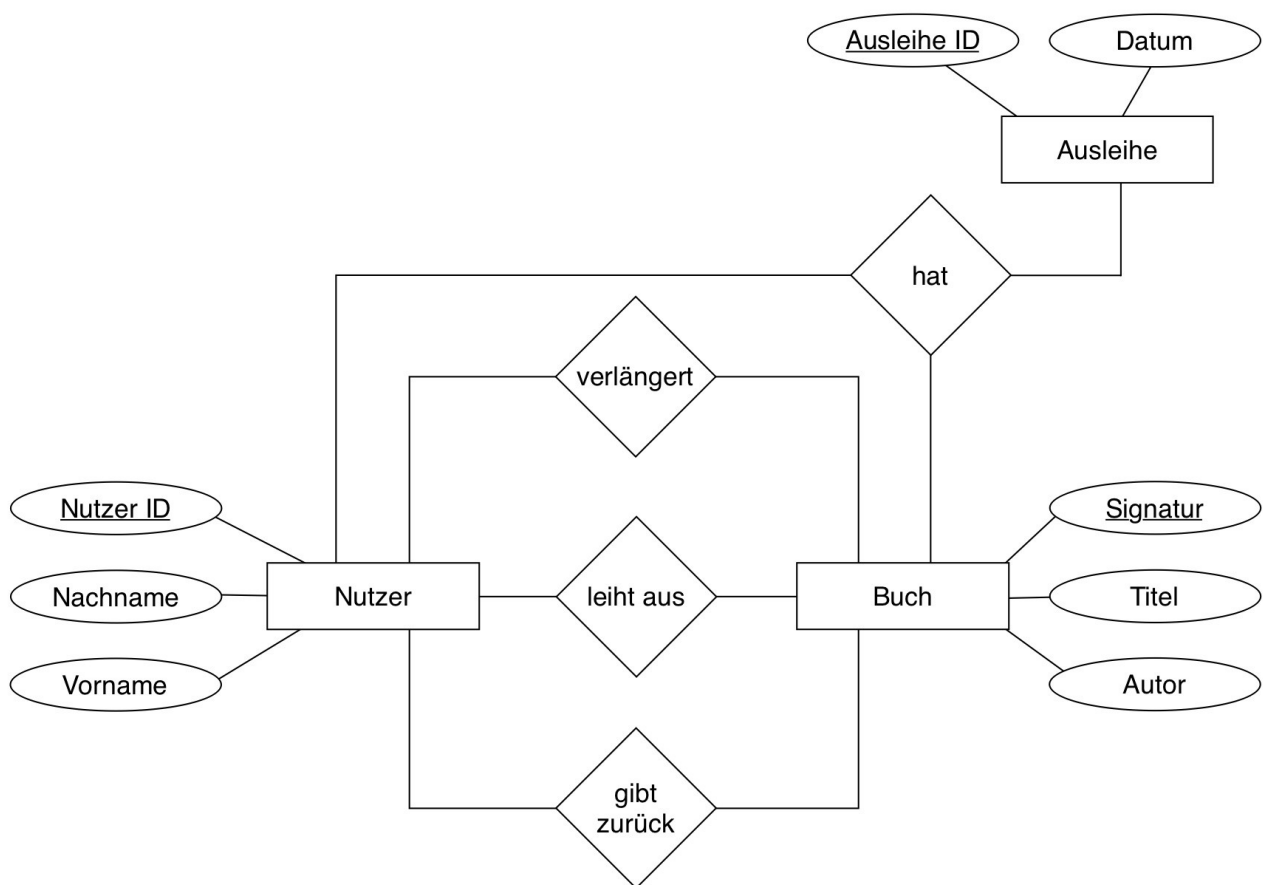 Ausleihe ID
Datum
Ausleihe
hat
verlängert
Nutzer ID
Signatur
Nachname
Nutzer
leiht aus
Buch
Titel
Vorname
Autor
gibt
zurück